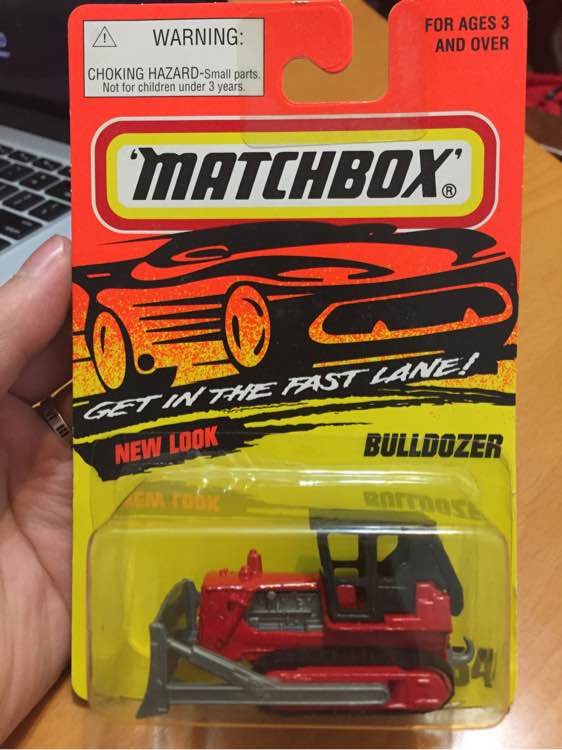 WARNING:
CHOKING HAZARD-Small parts.
Not for children under 3 years.
FOR AGES 3
AND OVER
'MATCHBOX'®
GET IN THE FAST LANE!
NEW LOOK
BULLDOZER